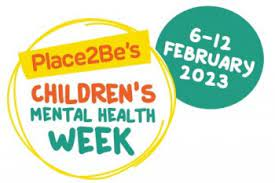 Place2Be's
CHILDREN'S
MENTAL HEALTH
WEEK
6-12
FEBRUARY
2023